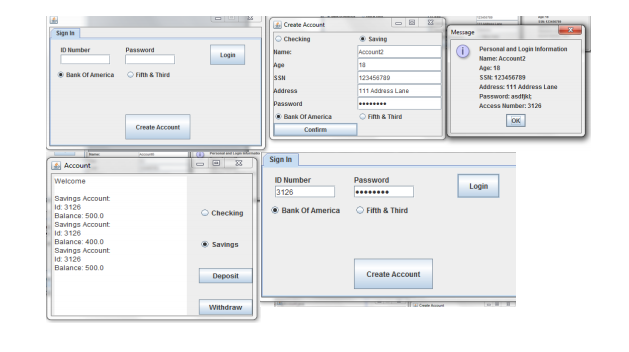 Sign In
ID Number
Password
Login
Bank Of America
Fifth & Third
Create Account
Create Account
Checking
Saving
Name:
Account2
Age
18
SSN
123456789
Address
111 Address Lane
Password
••••••••
Bank Of America
Fifth & Third
Confirm
Message
Personal and Login Information
Name: Account2
Age: 18
SSN: 123456789
Address: 111 Address Lane
Password: asdfjkl;
Access Number: 3126
OK
Account
Welcome
Savings Account:
Id: 3126
Balance: 500.0
Savings Account:
Id: 3126
Balance: 400.0
Savings Account:
Id: 3126
Balance: 500.0
Checking
Savings
Deposit
Withdraw
Sign In
ID Number
Password
3126
••••••••
Login
Bank Of America
Fifth & Third
Create Account
Create Account